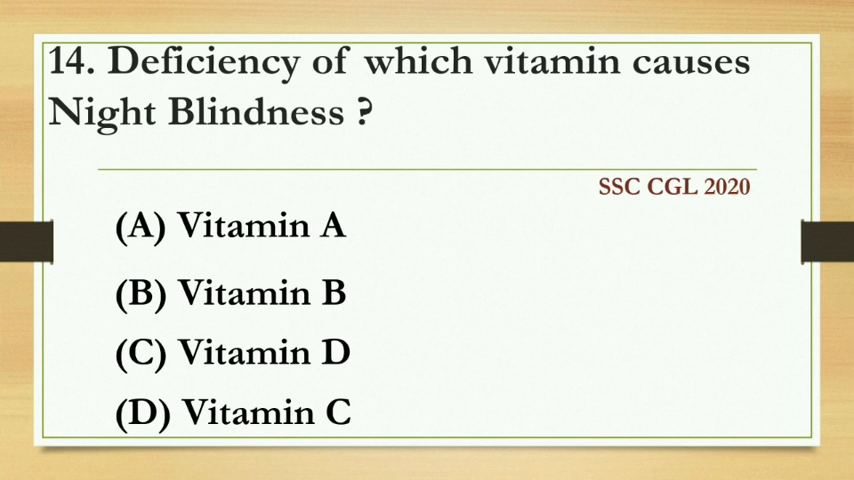 14. Deficiency of which vitamin causes
Night Blindness ?
SSC CGL 2020
(A) Vitamin A
(B) Vitamin B
(C) Vitamin D
(D) Vitamin C